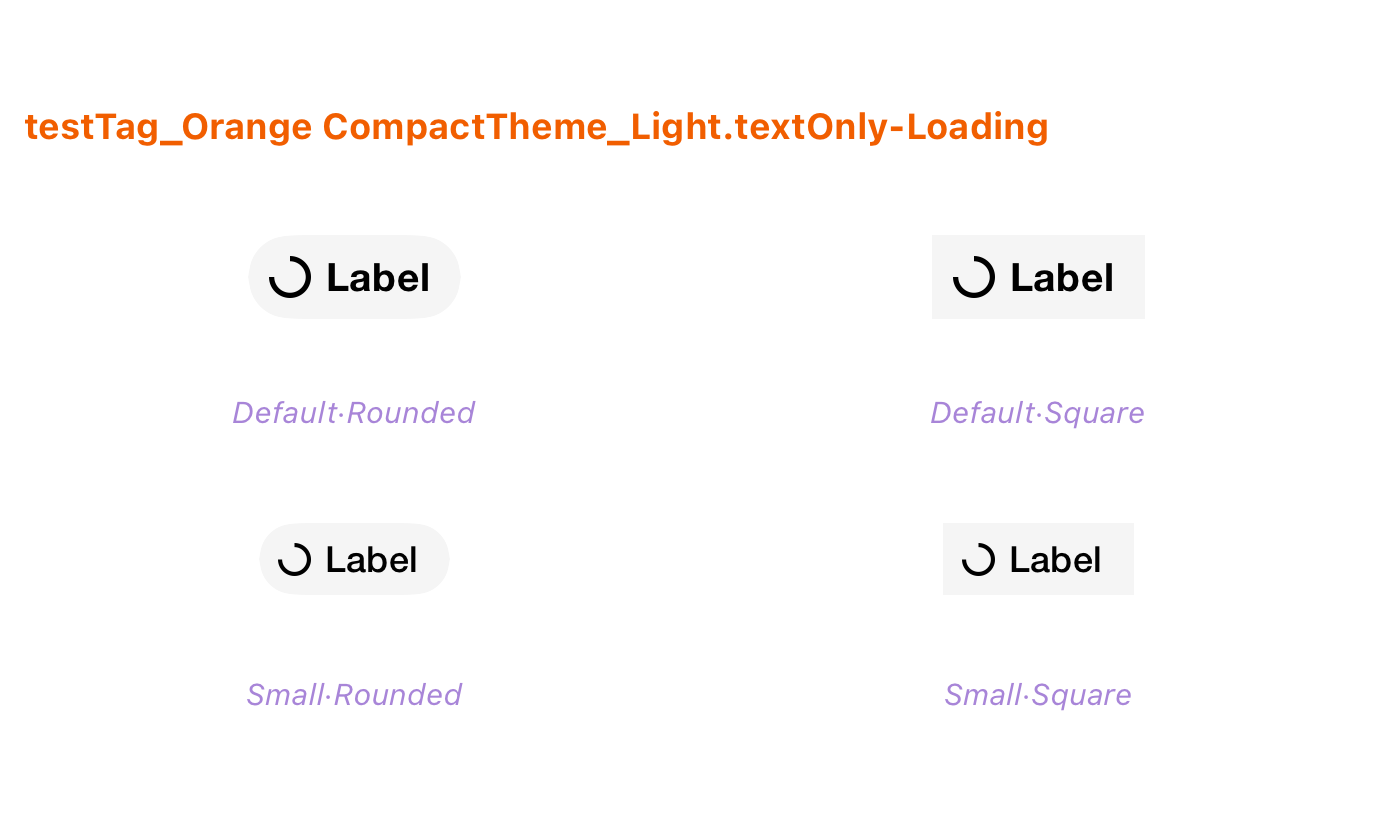 testTag_Orange CompactTheme_Light.textOnly-Loading
Label
Label
Default·Rounded
Default·Square
Label
Label
Small·Rounded
Small·Square